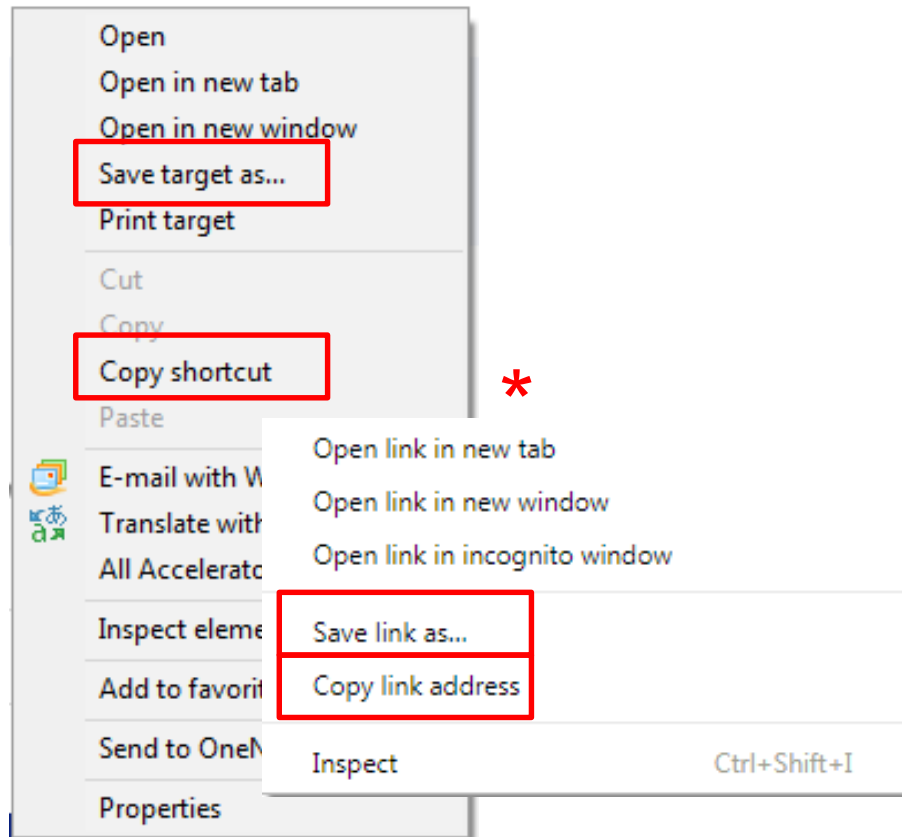 Open
Open in new tab
Open in new window
Save target as...
Print target
Cut
Copy
Copy shortcut
Paste
E-mail with W
Translate with
All Accelerato
Inspect eleme
Add to favorit
Send to OneN
Properties
*
Open link in new tab
Open link in new window
Open link in incognito window
Save link as...
Copy link address
Inspect Ctrl+Shift+I